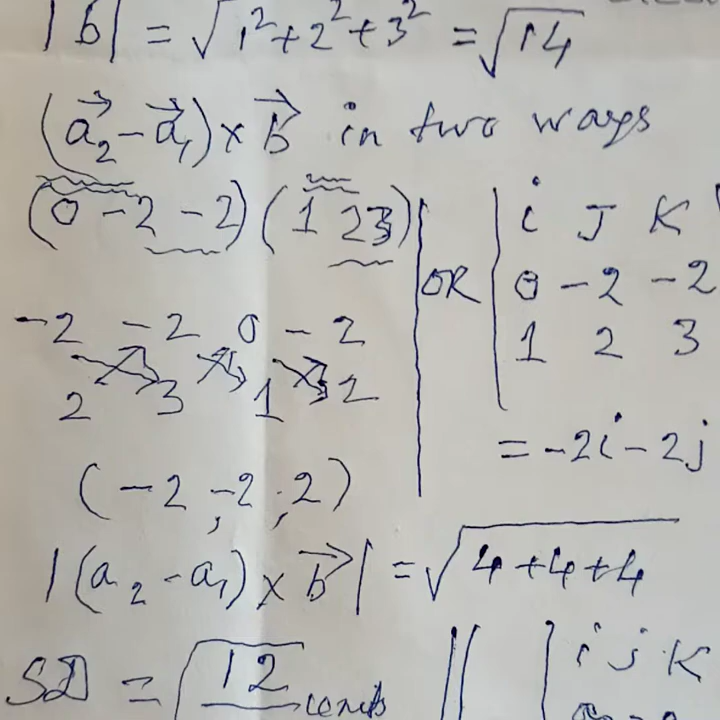 |b| = √1²+2²+3² = √14
(a₂-a₁)×b in two ways
(0 -2 -2)(1 2 3)
-2 -2 0 -2
2 3 1 2
(-2, -2, 2)
OR
i J K
0 -2 -2
1 2 3
= -2i - 2j
|(a₂-a₁)×b| = √4+4+4
SD = √12
i j K